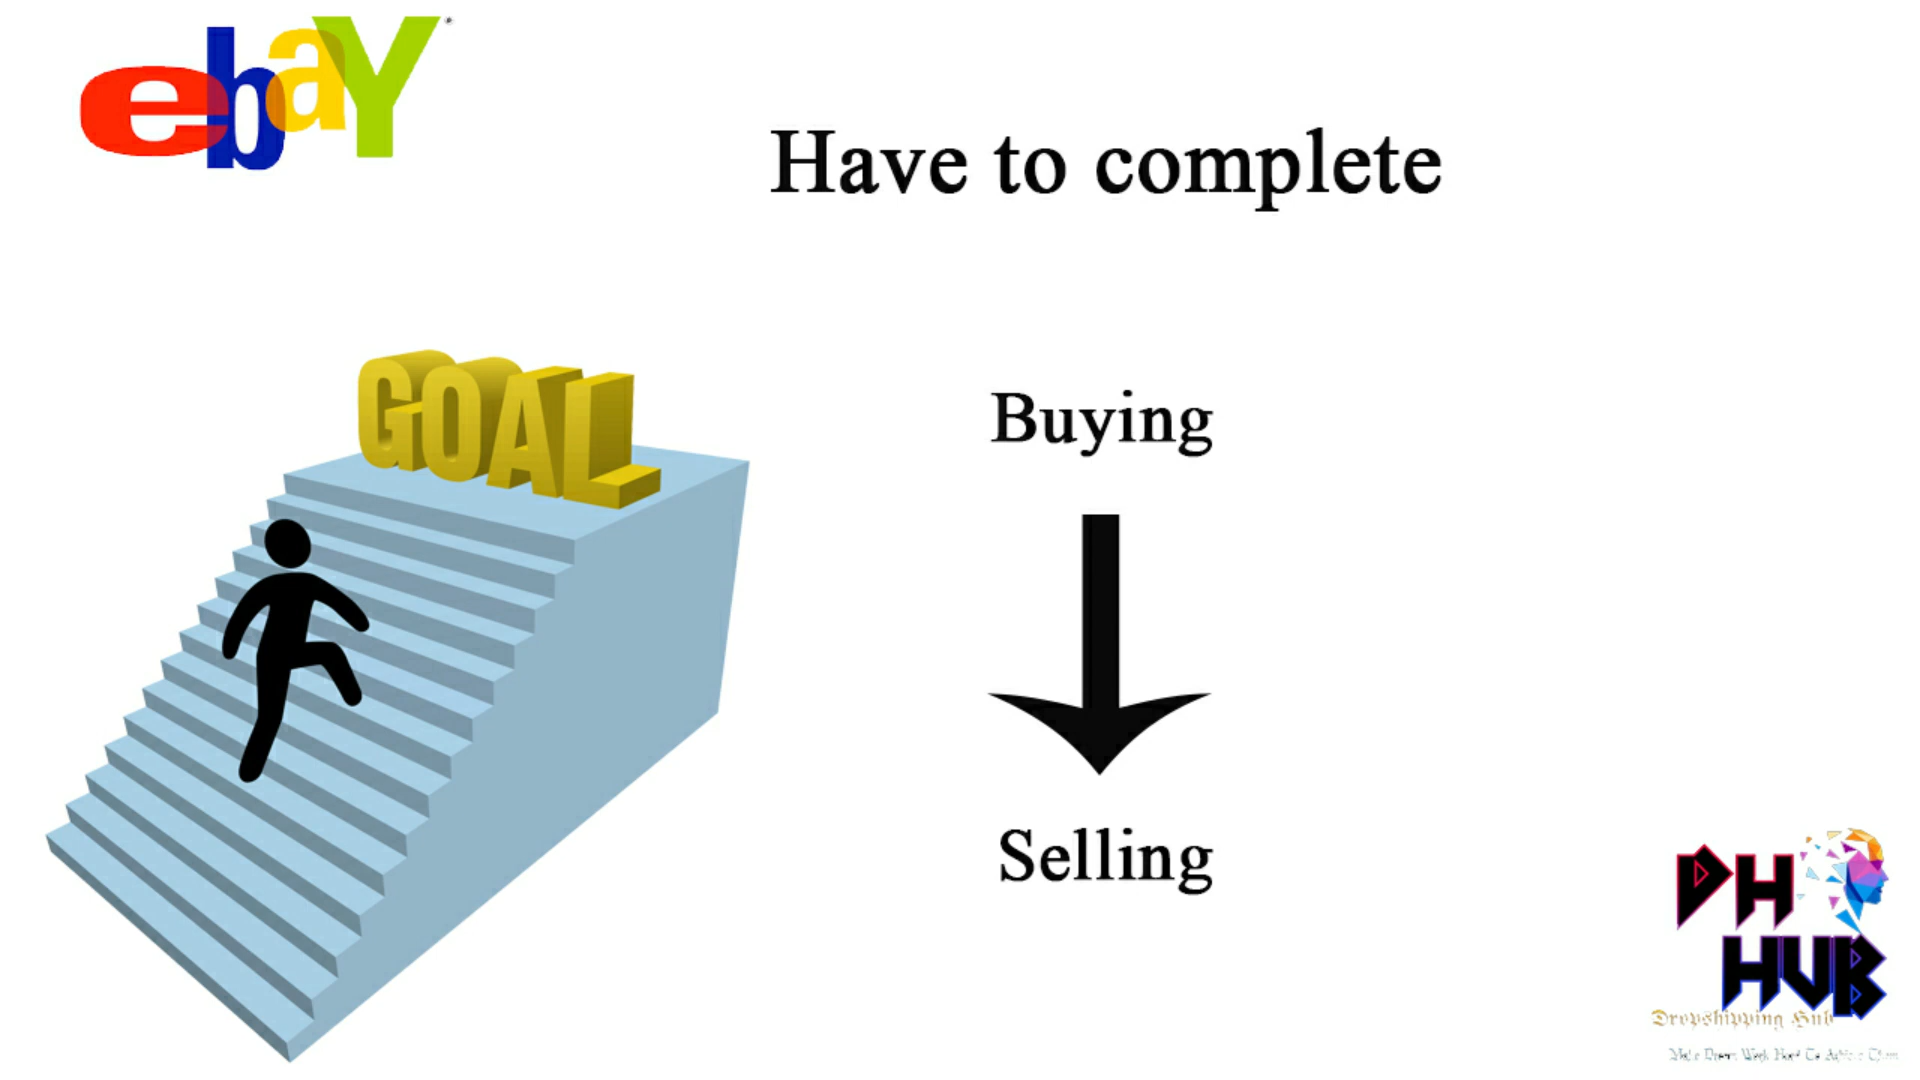 ebaY
Have to complete
GOAL
Buying
Selling
DH
HUB
Dropshipping Hub